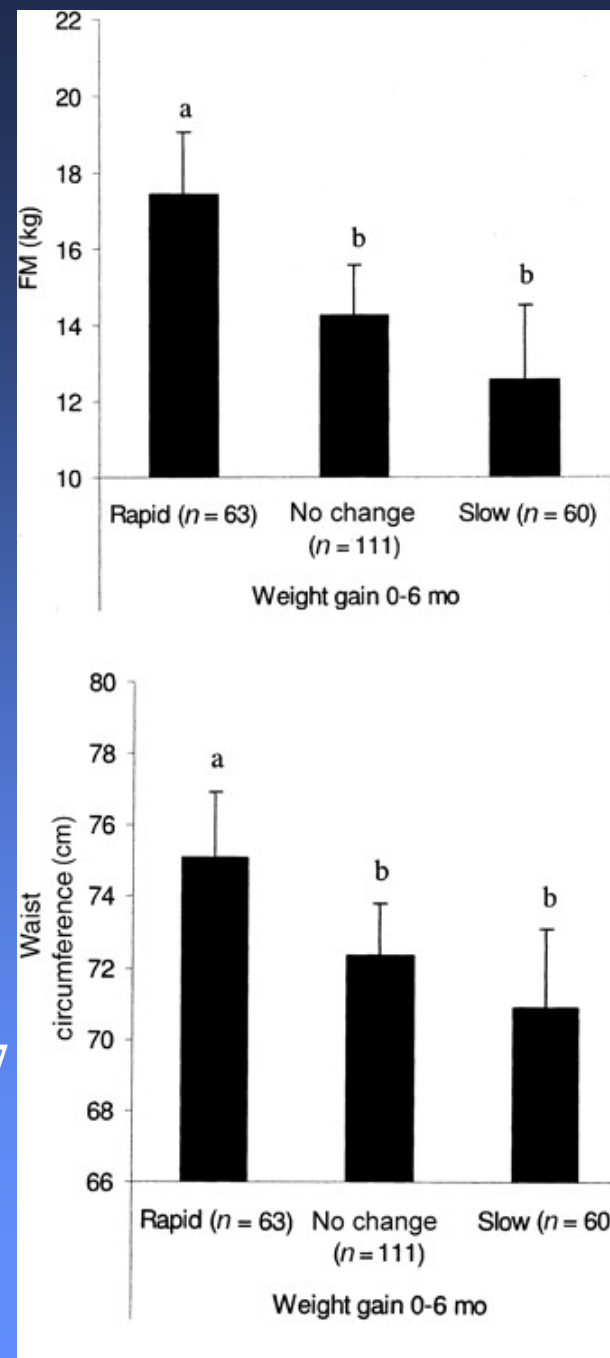 22
20
18
16
14
12
10
FM (kg)
a
b
b
Rapid (n = 63)
No change
(n = 111)
Slow (n = 60)
Weight gain 0-6 mo
80
78
76
74
72
70
68
66
Waist
circumference (cm)
a
b
b
Rapid (n = 63)
No change
(n = 111)
Slow (n = 60
Weight gain 0-6 mo
7